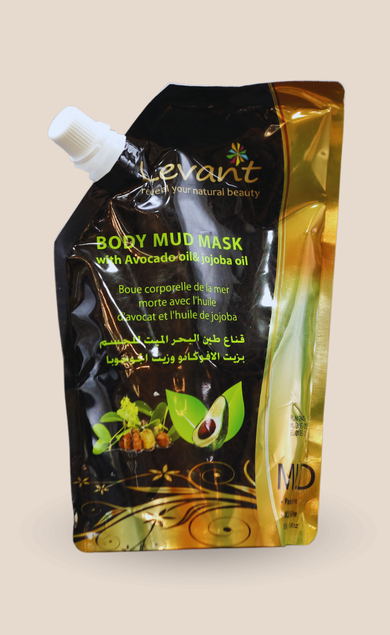 Levant
reveal your natural beauty
BODY MUD MASK
with Avocado oil& jojoba oil
Boue corporelle de la mer
morte avec l'huile
d'avocat et l'huile de jojoba
قناع طين البحر الميت للجسم
بزيت الافوكادو وزيت الجوجوبا